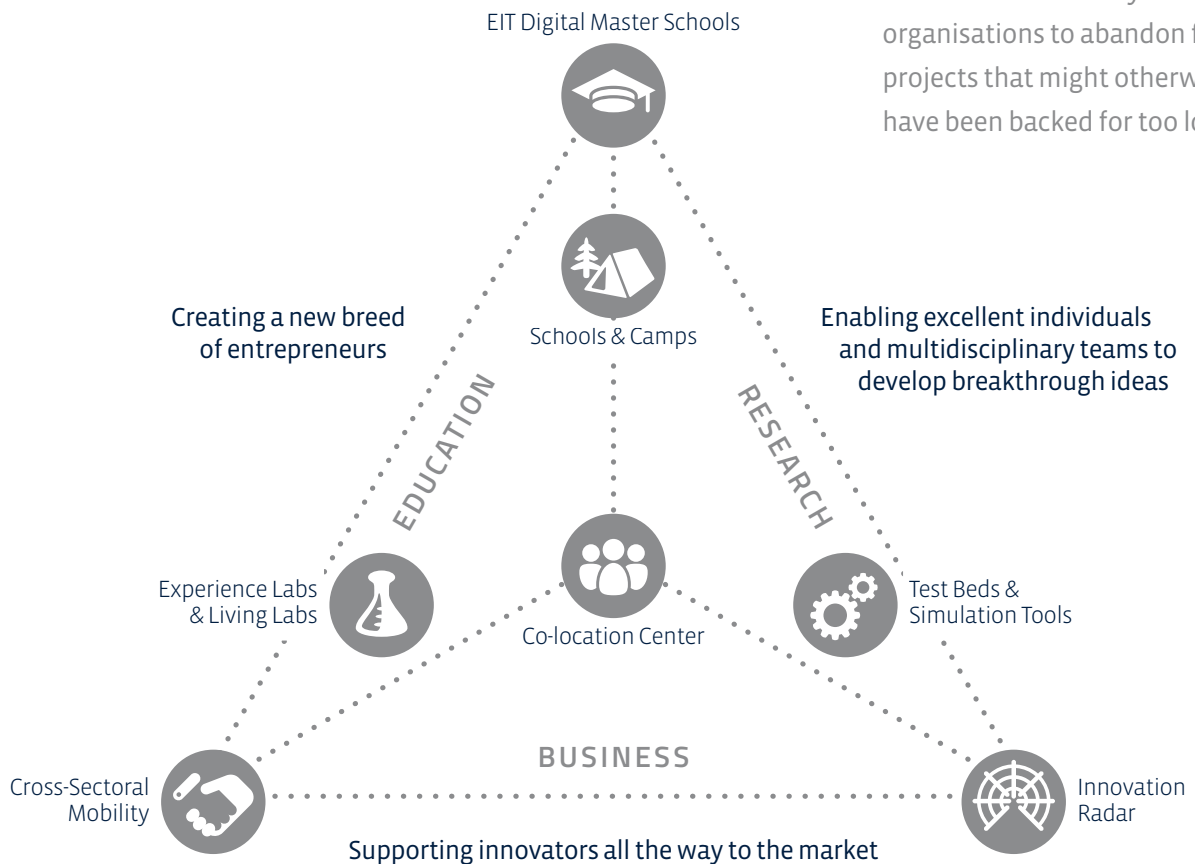 EIT Digital Master Schools
organisations to abandon
projects that might
have been backed for too
Schools & Camps
Creating a new breed
of entrepreneurs
Enabling excellent individuals
and multidisciplinary teams to
develop breakthrough ideas
EDUCATION
RESEARCH
Experience Labs
& Living Labs
Co-location Center
Test Beds &
Simulation Tools
BUSINESS
Cross-Sectoral
Mobility
Innovation
Radar
Supporting innovators all the way to the market